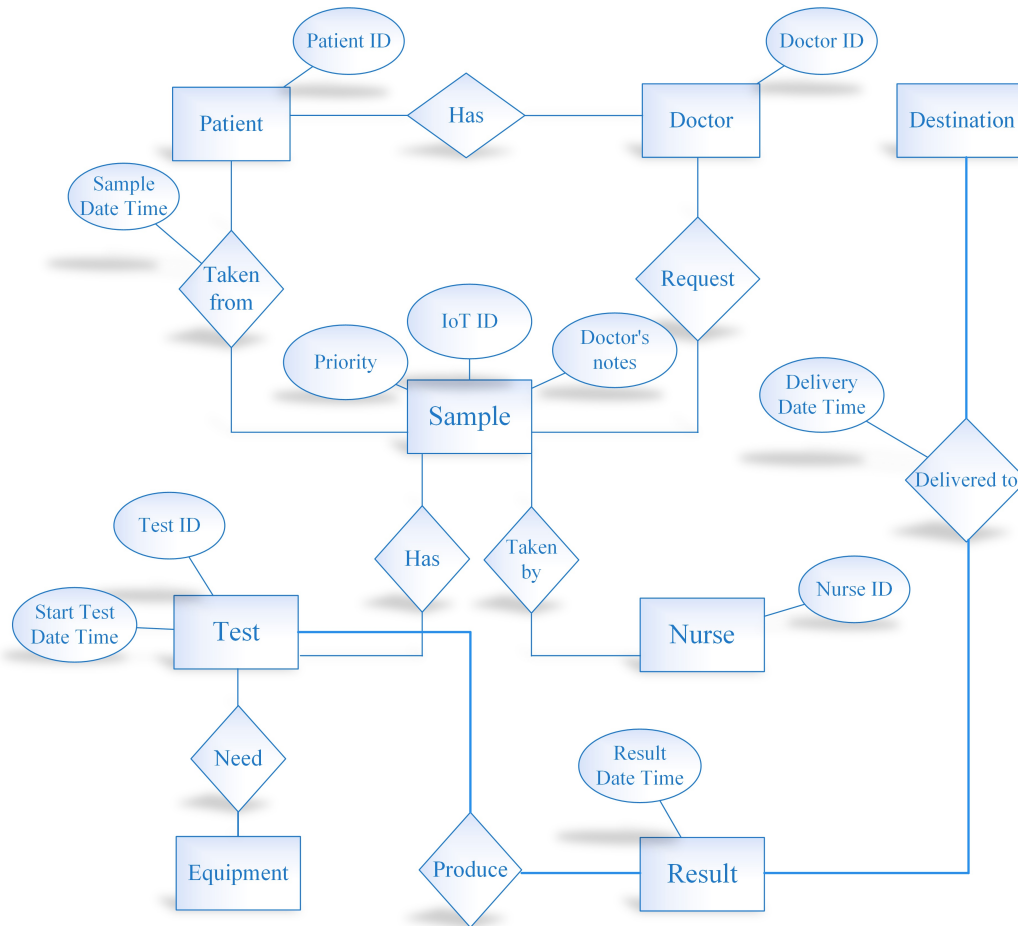 Patient ID
Doctor ID
Patient
Has
Doctor
Destination
Sample
Date Time
Taken
from
Request
IoT ID
Priority
Doctor's
notes
Sample
Delivery
Date Time
Delivered to
Test ID
Has
Taken
by
Start Test
Date Time
Test
Nurse
Nurse ID
Need
Result
Date Time
Equipment
Produce
Result